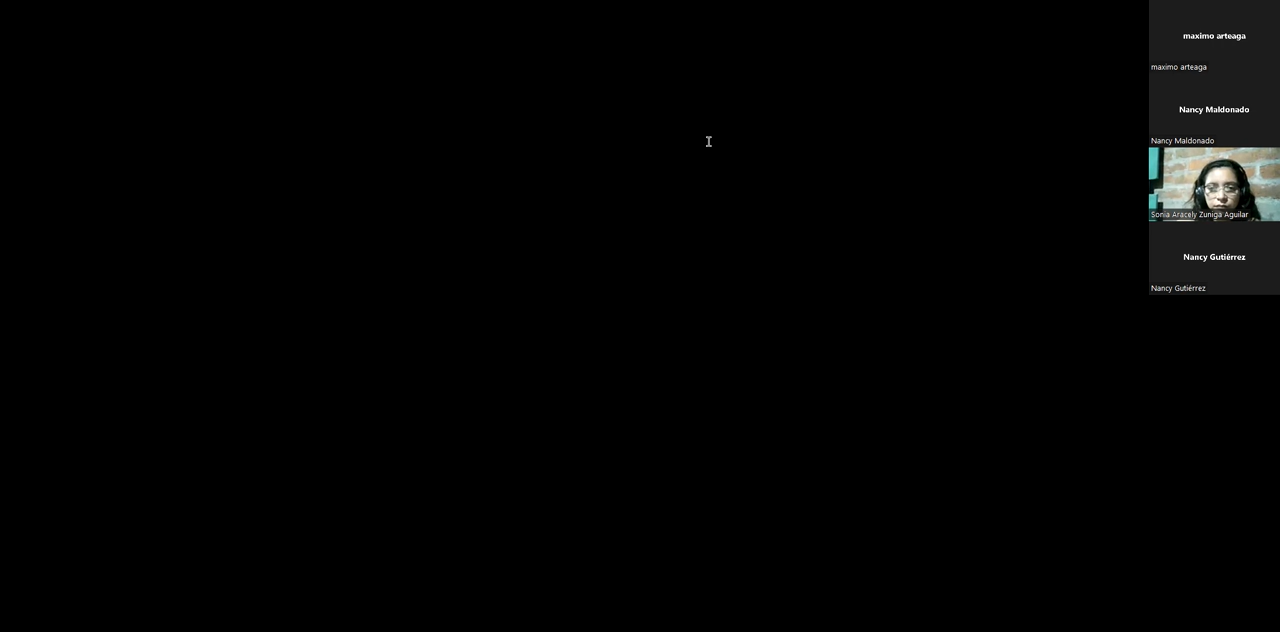 maximo arteaga
maximo arteaga
Nancy Maldonado
Nancy Maldonado
Sonia Aracely Zuniga Aguilar
Nancy Gutiérrez
Nancy Gutiérrez